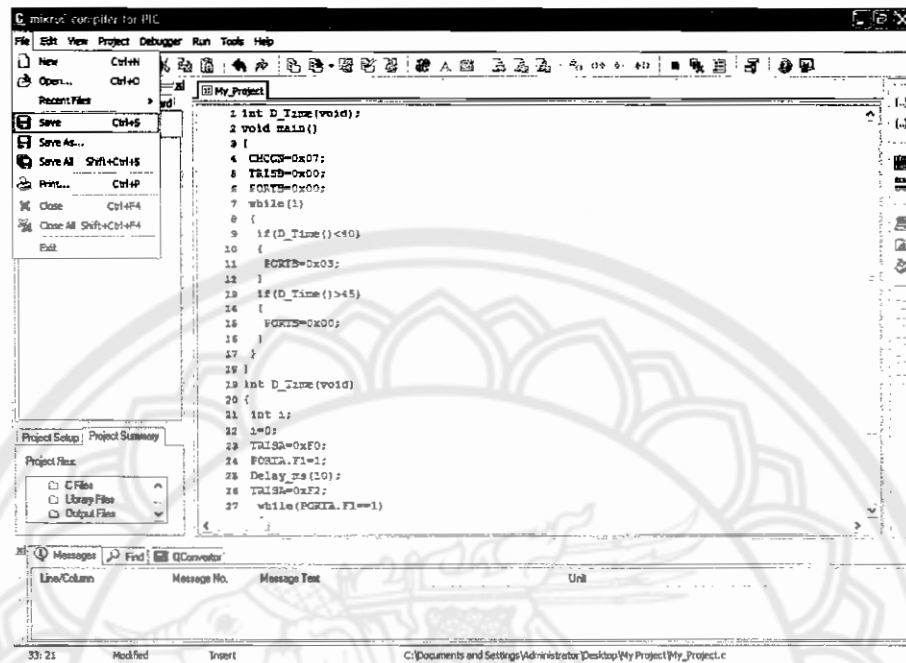 mikroC compiler for PIC
File Edit View Project Debugger Run Tools Help
New Ctrl+N
Open... Ctrl+O
Recent Files
Save Ctrl+S
Save As...
Save All Shift+Ctrl+S
Print... Ctrl+P
Close Ctrl+F4
Close All Shift+Ctrl+F4
Exit
My_Project
1 int D_Time(void);
2 void main()
3 {
4 CMCON=0x07;
5 TRISB=0x00;
6 PORTB=0x00;
7 while(1)
8 {
9 if(D_Time()<40)
10 {
11 PORTB=0x03;
12 }
13 if(D_Time()>45)
14 {
15 PORTB=0x00;
16 }
17 }
18 }
19 int D_Time(void)
20 {
21 int i;
22 i=0;
23 TRISA=0xF0;
24 PORTA.F1=1;
25 Delay_ms(10);
26 TRISA=0xF2;
27 while(PORTA.F1==1)
Project Setup Project Summary
Project Files:
C Files
Library Files
Output Files
Messages Find QConvertor
Line/Column Message No. Message Text Unit
33: 21 Modified Insert C:\Documents and Settings\Administrator\Desktop\My Project\My_Project.c